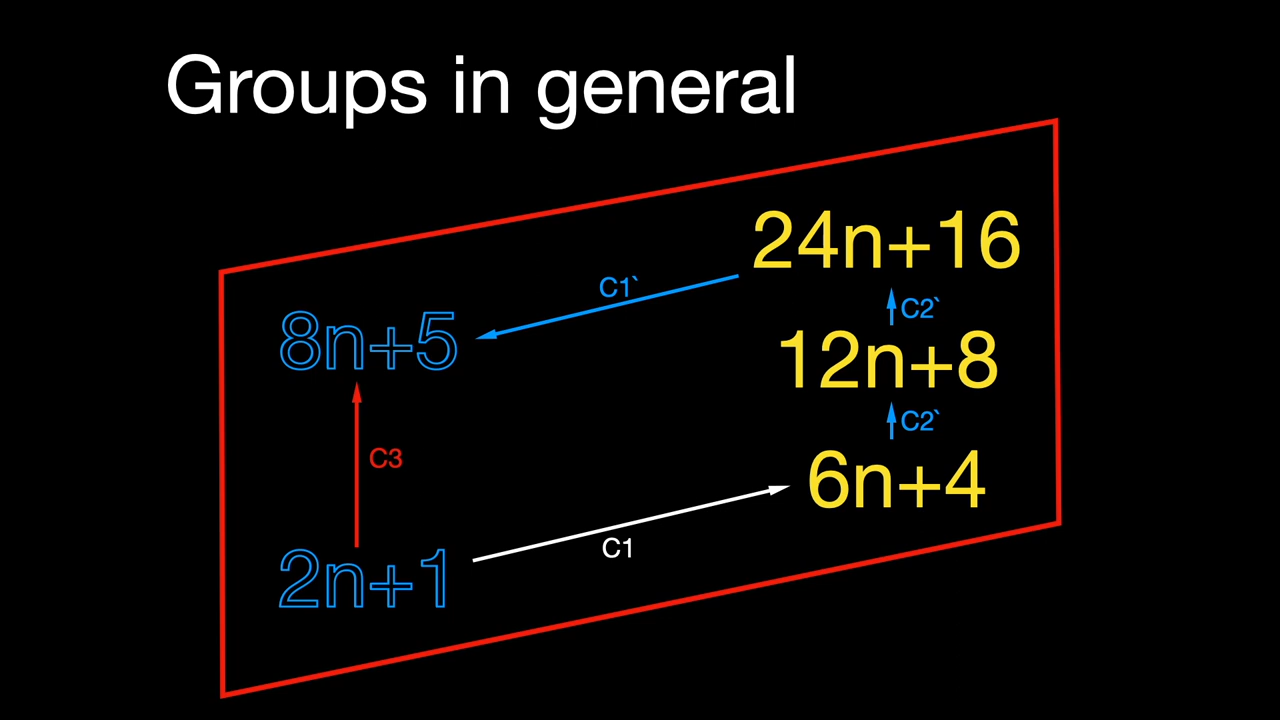 Groups in general
24n+16
C1`
8n+5
C2`
12n+8
C2`
C3
6n+4
C1
2n+1